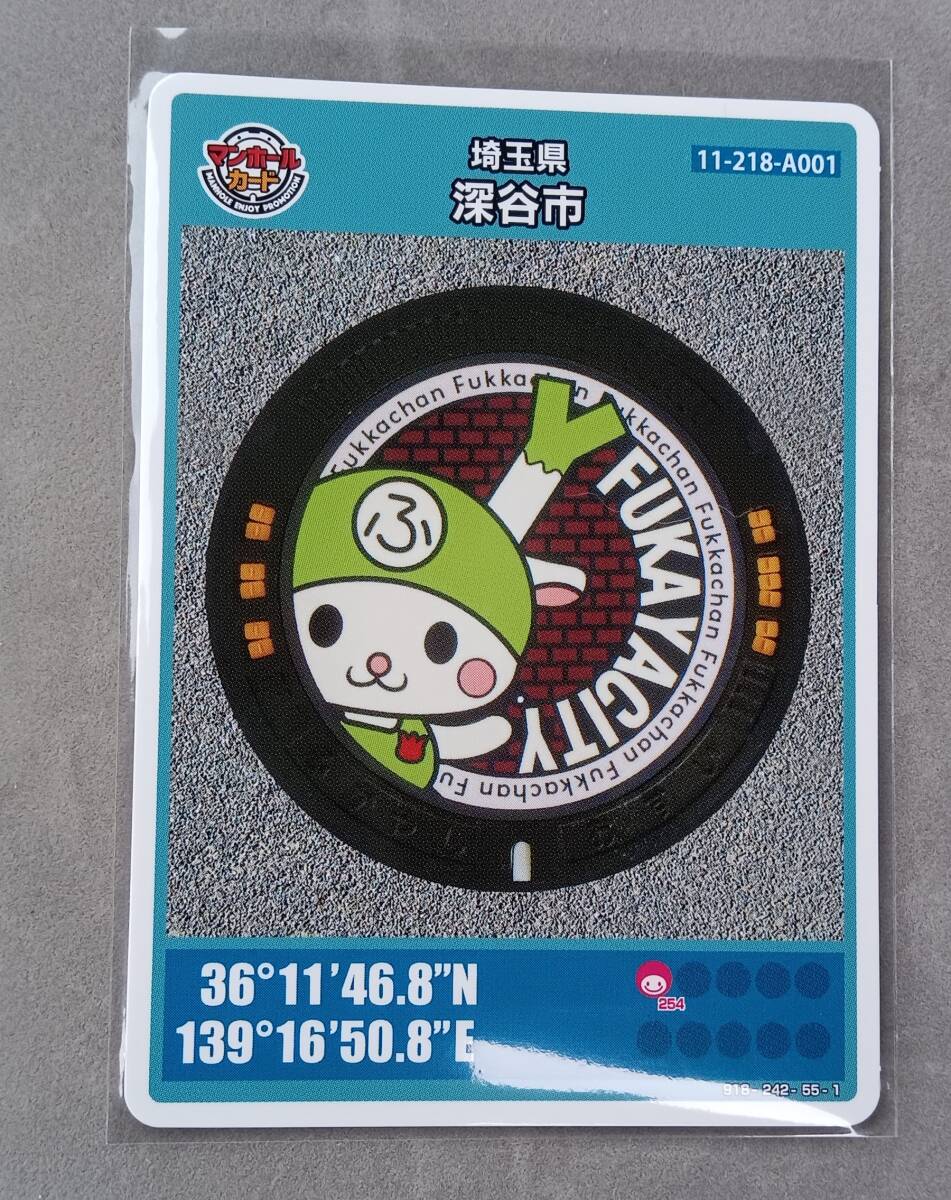 マンホール
カード
MANHOLE ENJOY PROMOTION
埼玉県
深谷市
11-218-A001
Fukkachan Fukkachan Fukkachan Fukkachan Fukkachan Fukkachan Fu
ふ
FUKAYACITY
36°11'46.8"N
139°16'50.8"E
254
918-242-55-1